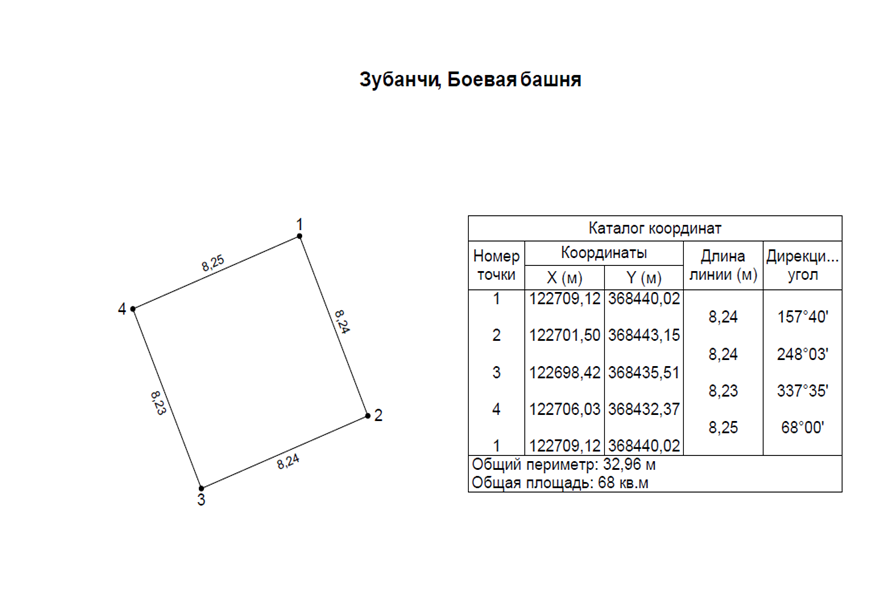 Зубанчи, Боевая башня
1
8,25
4
8,24
8,23
2
8,24
3
Каталог координат
Номер точки Координаты Длина линии (м) Дирекци... угол
X (м) Y (м)
1 122709,12 368440,02
8,24 157°40'
2 122701,50 368443,15
8,24 248°03'
3 122698,42 368435,51
8,23 337°35'
4 122706,03 368432,37
8,25 68°00'
1 122709,12 368440,02
Общий периметр: 32,96 м
Общая площадь: 68 кв.м